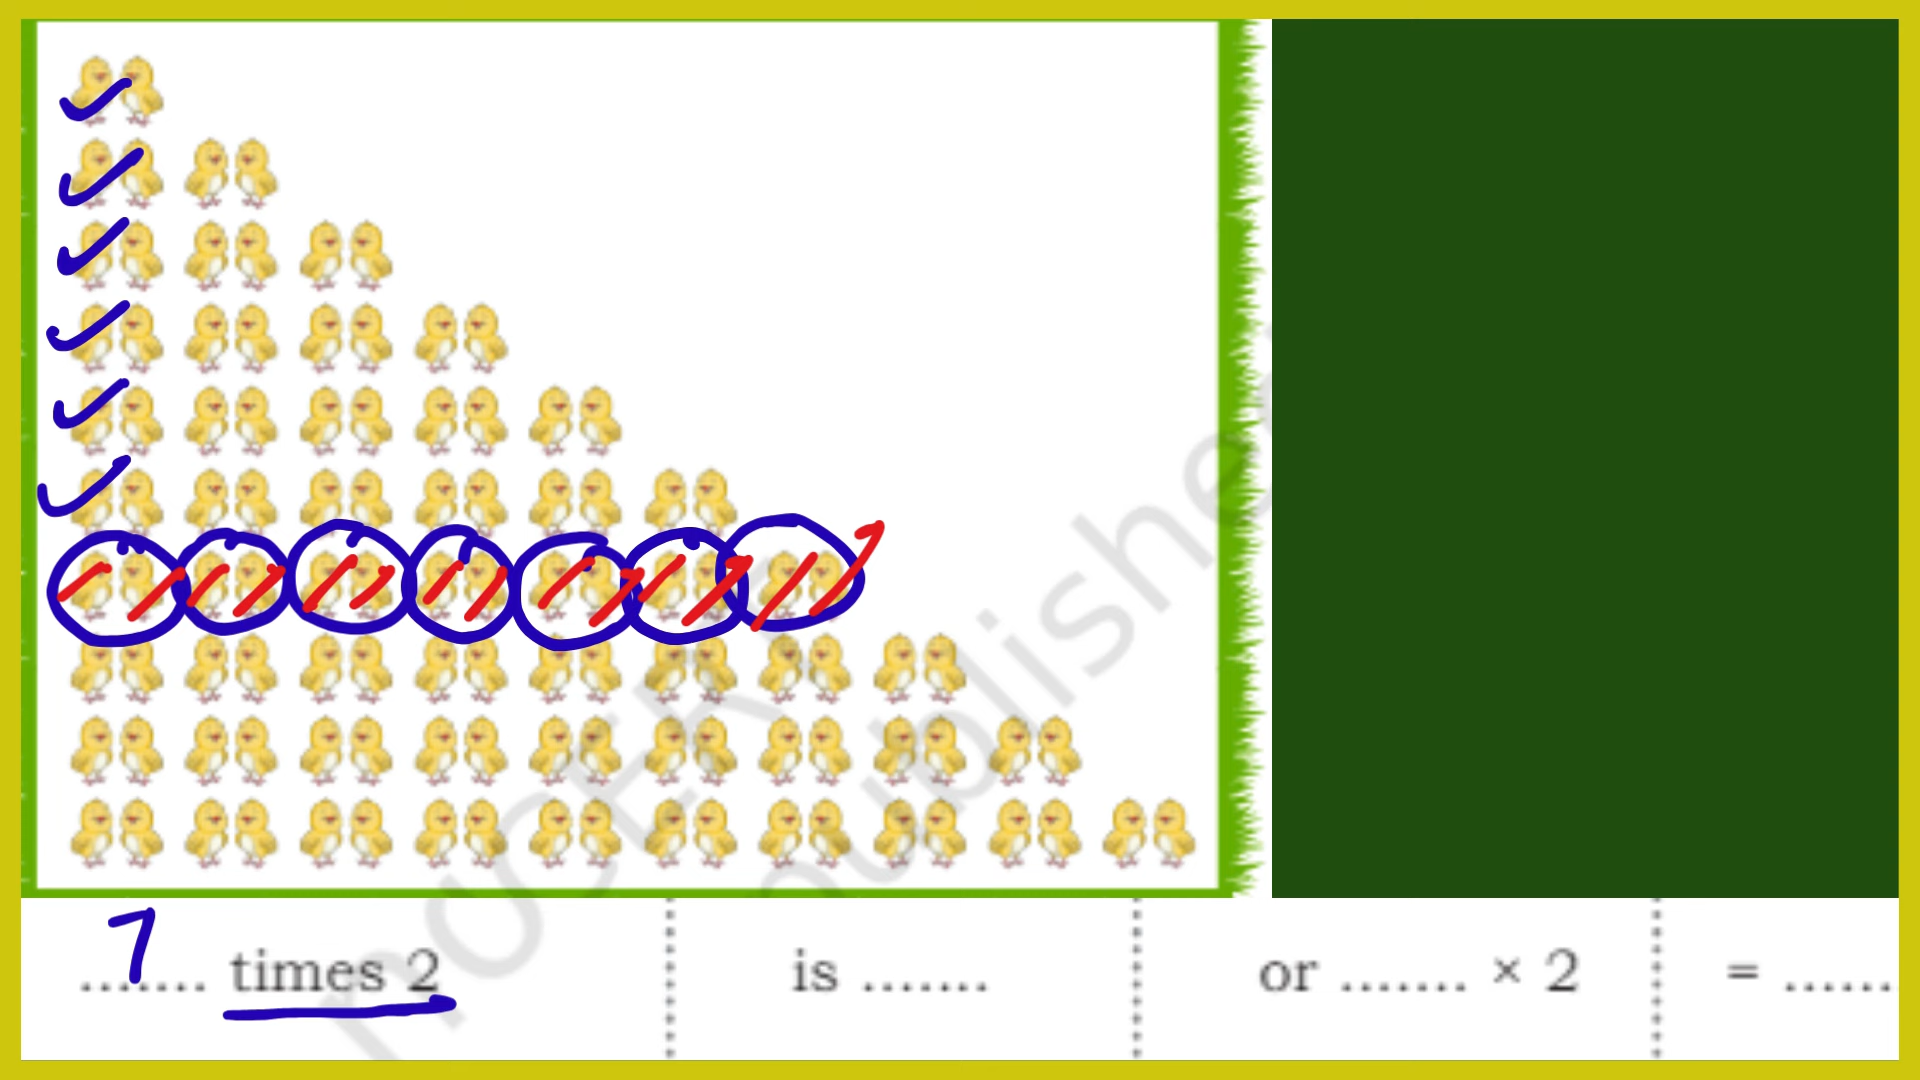 7
....... times 2 is ....... or ....... × 2 = ......